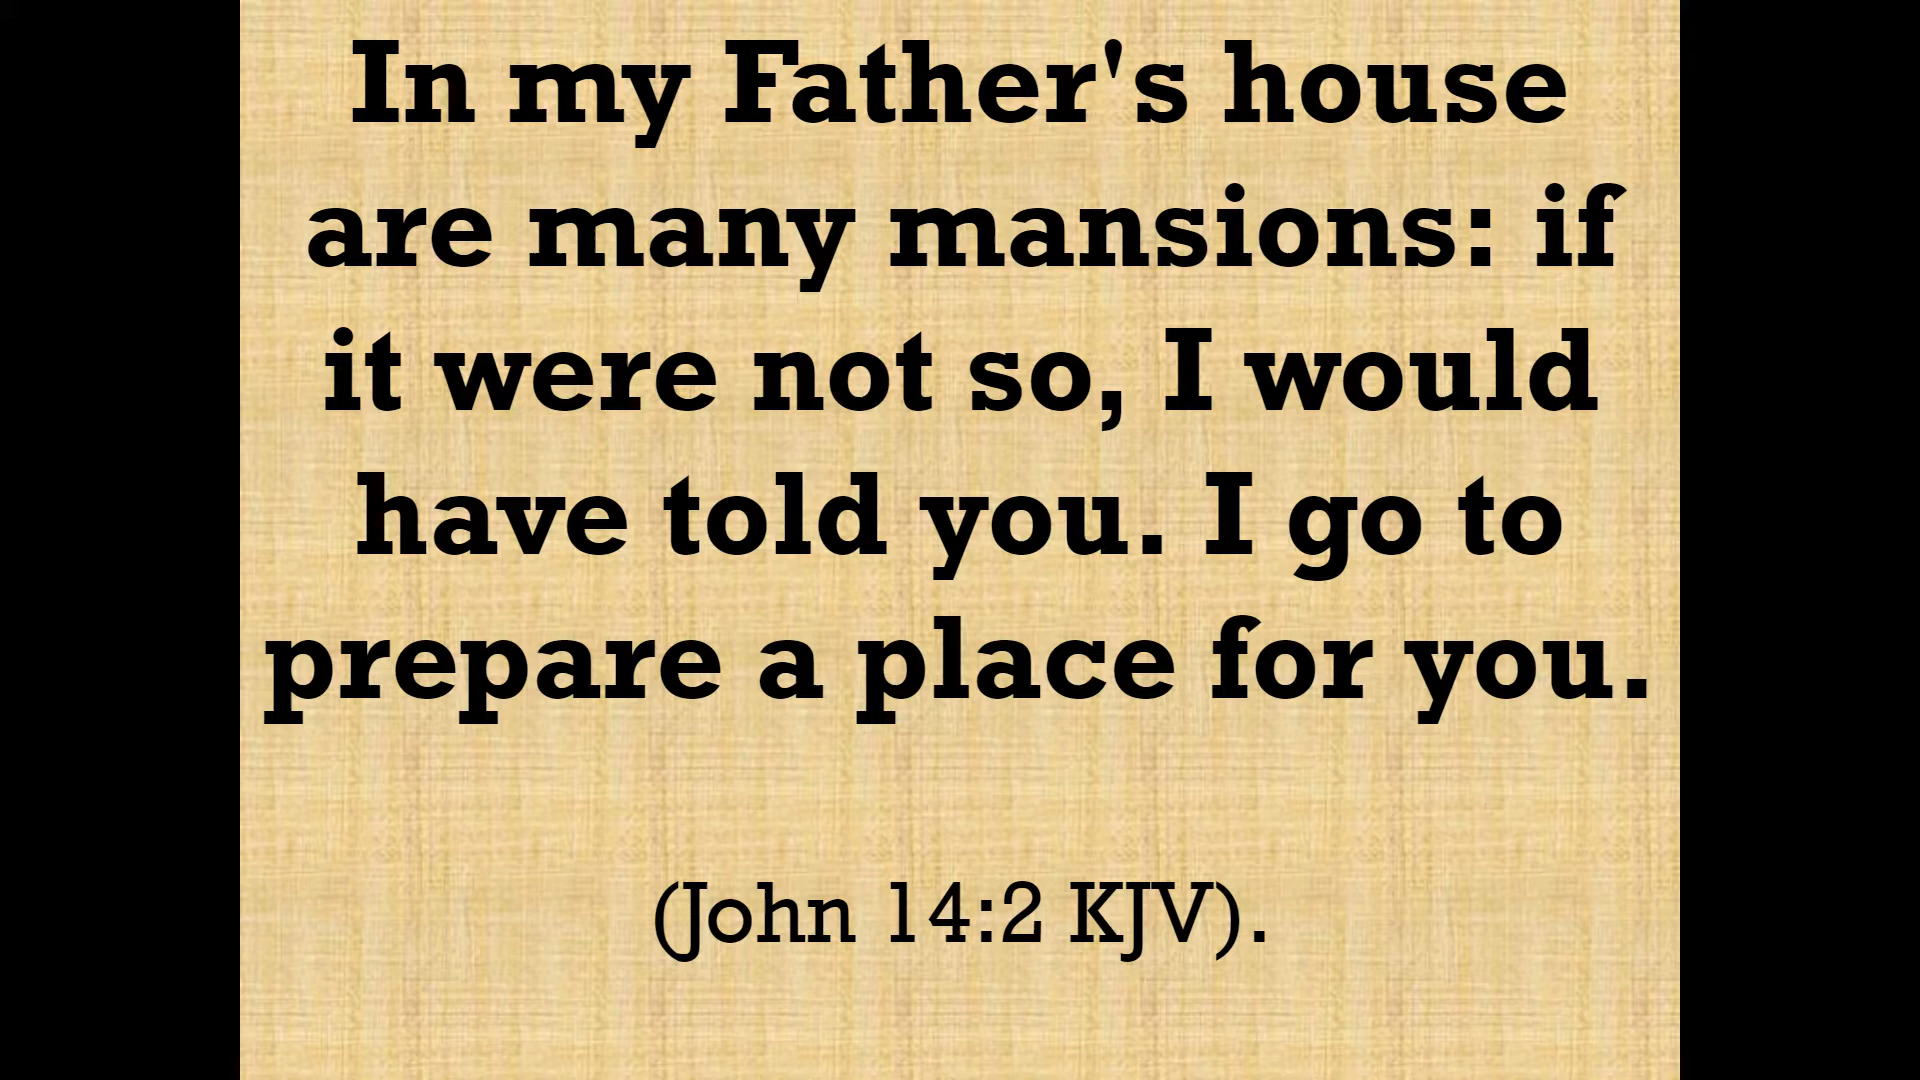 In my Father's house
are many mansions: if
it were not so, I would
have told you. I go to
prepare a place for you.
(John 14:2 KJV).